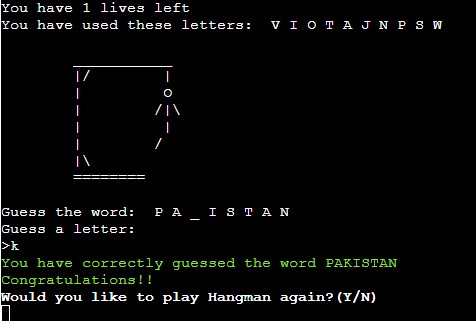 You have 1 lives left
You have used these letters:  V I O T A J N P S W
Guess the word:  P A _ I S T A N
Guess a letter:
>k
You have correctly guessed the word PAKISTAN
Congratulations!!
Would you like to play Hangman again?(Y/N)